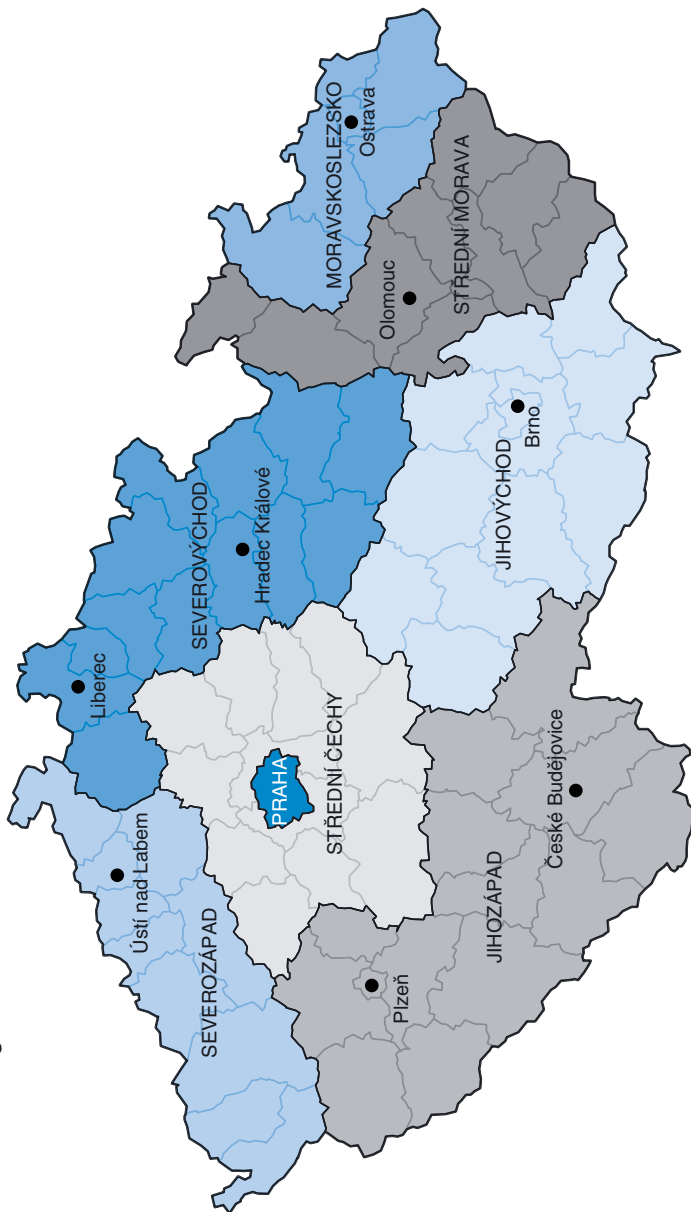 Liberec
Ústí nad Labem
SEVEROZÁPAD
SEVEROVÝCHOD
Hradec Králové
PRAHA
STŘEDNÍ ČECHY
MORAVSKOSLEZSKO
Ostrava
Olomouc
STŘEDNÍ MORAVA
Plzeň
JIHOZÁPAD
České Budějovice
JIHOVÝCHOD
Brno